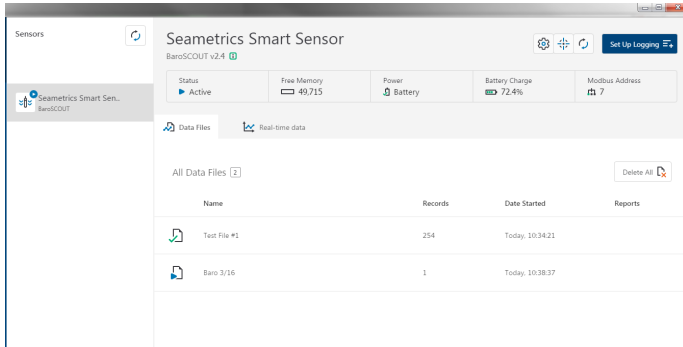 Sensors
Seametrics Smart Sensor
BaroSCOUT v2.4
Set Up Logging
Status Free Memory Power Battery Charge Modbus Address
Active 49,715 Battery 72.4% 7
Seametrics Smart Sen..
BaroSCOUT
Data Files Real-time data
All Data Files 2 Delete All
Name Records Date Started Reports
Test File #1 254 Today, 10:34:21
Baro 3/16 1 Today, 10:38:37